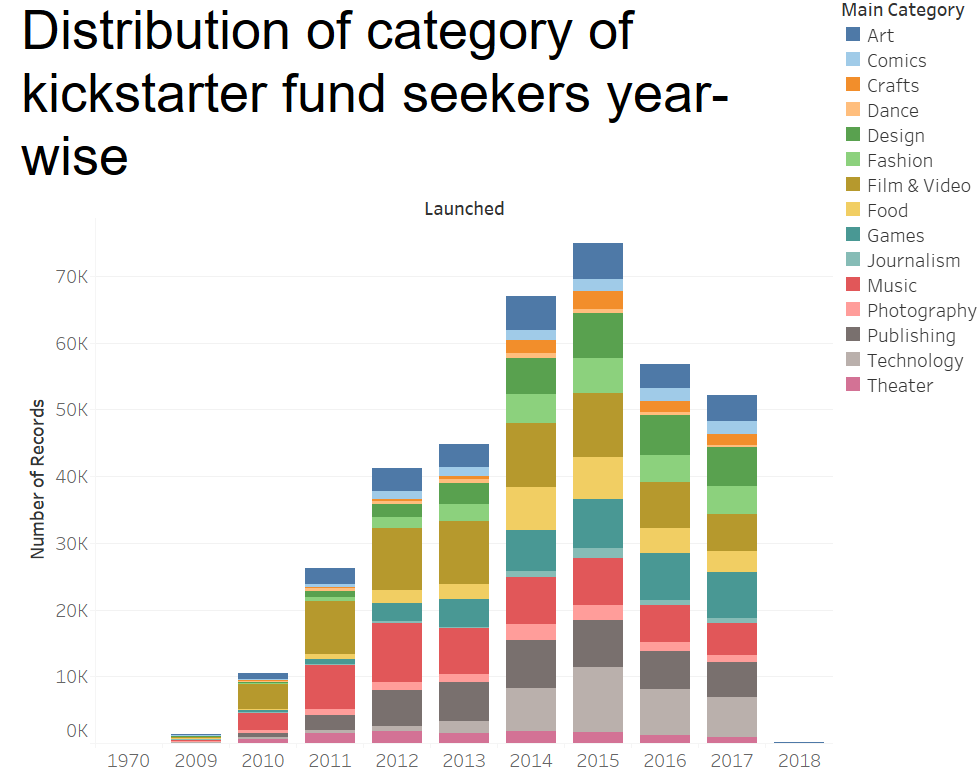 Distribution of category of
kickstarter fund seekers year-
wise
Main Category
Art
Comics
Crafts
Dance
Design
Fashion
Film & Video
Food
Games
Journalism
Music
Photography
Publishing
Technology
Theater
Launched
Number of Records
70K
60K
50K
40K
30K
20K
10K
0K
1970 2009 2010 2011 2012 2013 2014 2015 2016 2017 2018